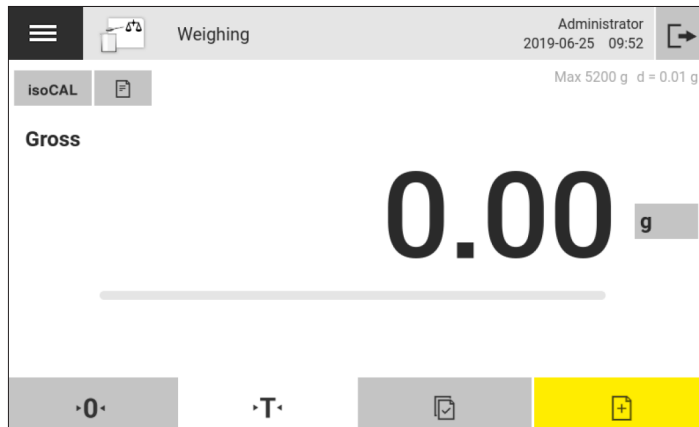 Weighing
Administrator
2019-06-25 09:52
Max 5200 g d = 0.01 g
isoCAL
Gross
0.00 g
0
T